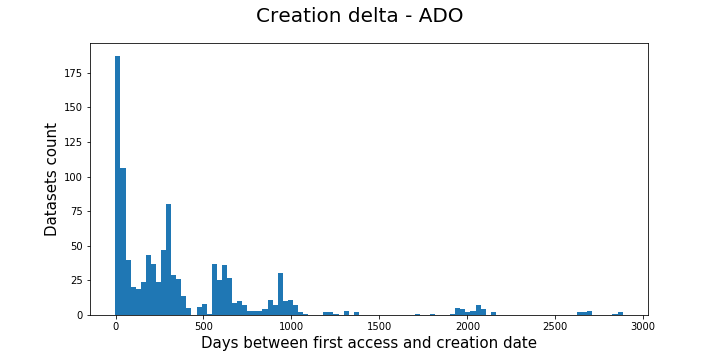 Creation delta - ADO
Datasets count
175
150
125
100
75
50
25
0
0 500 1000 1500 2000 2500 3000
Days between first access and creation date